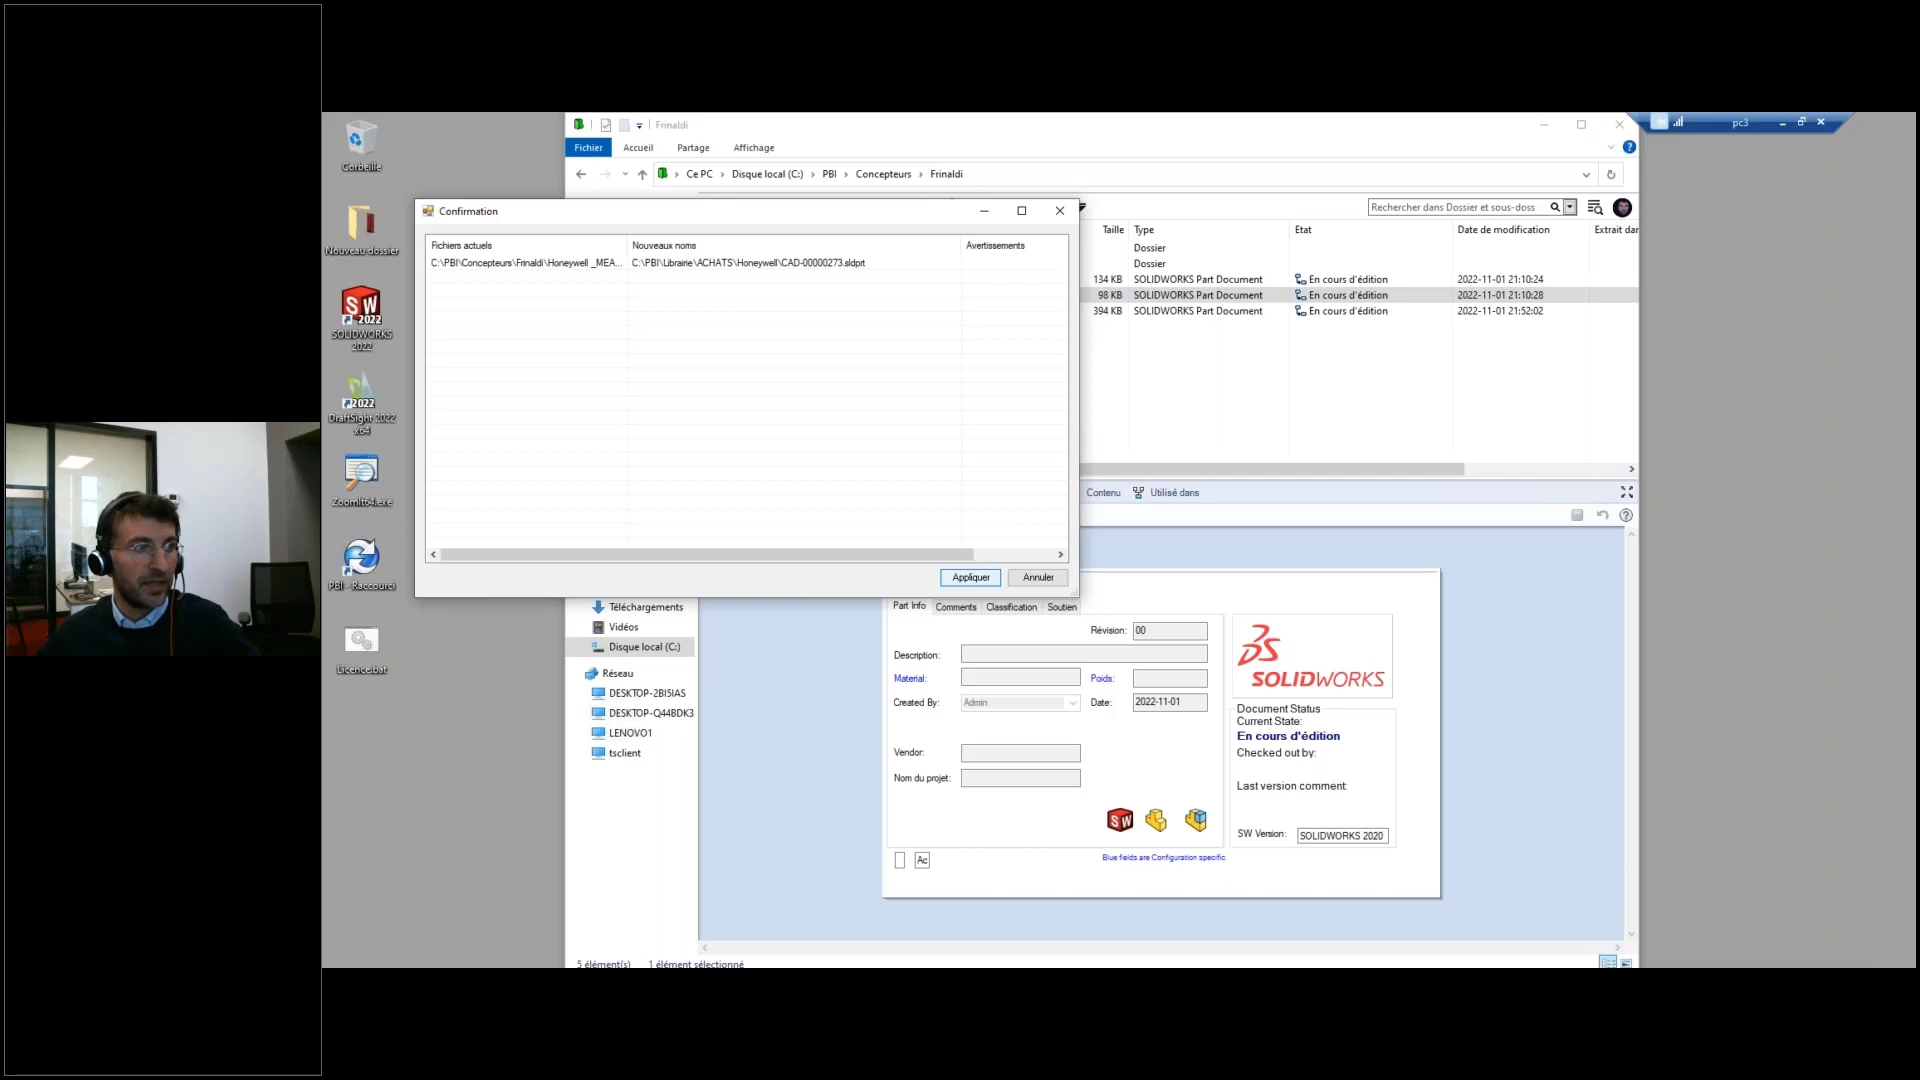 Corbeille
Nouveau dossier
SOLIDWORKS 2022
DraftSight 2022 x64
ZoomIt64.exe
PBI - Raccourci
Licence.bat
Frinaldi
pc3
Fichier Accueil Partage Affichage
Ce PC > Disque local (C:) > PBI > Concepteurs > Frinaldi
Confirmation
Fichiers actuels Nouveaux noms Avertissements
C:\PBI\Concepteurs\Frinaldi\Honeywell _MEA... C:\PBI\Librairie\ACHATS\Honeywell\CAD-00000273.sldprt
Appliquer Annuler
Rechercher dans Dossier et sous-doss
Taille Type Etat Date de modification Extrait dar
Dossier
Dossier
134 KB SOLIDWORKS Part Document En cours d'édition 2022-11-01 21:10:24
98 KB SOLIDWORKS Part Document En cours d'édition 2022-11-01 21:10:28
394 KB SOLIDWORKS Part Document En cours d'édition 2022-11-01 21:52:02
Contenu Utilisé dans
Téléchargements
Vidéos
Disque local (C:)
Réseau
DESKTOP-2BI5IAS
DESKTOP-Q44BDK3
LENOVO1
tsclient
Part Info Comments Classification Soutien
Révision: 00
Description:
Material: Poids:
Created By: Admin Date: 2022-11-01
Vendor:
Nom du projet:
SW
Ac
Blue fields are Configuration specific
SOLIDWORKS
Document Status
Current State:
En cours d'édition
Checked out by:
Last version comment:
SW Version: SOLIDWORKS 2020
5 élément(s) 1 élément sélectionné